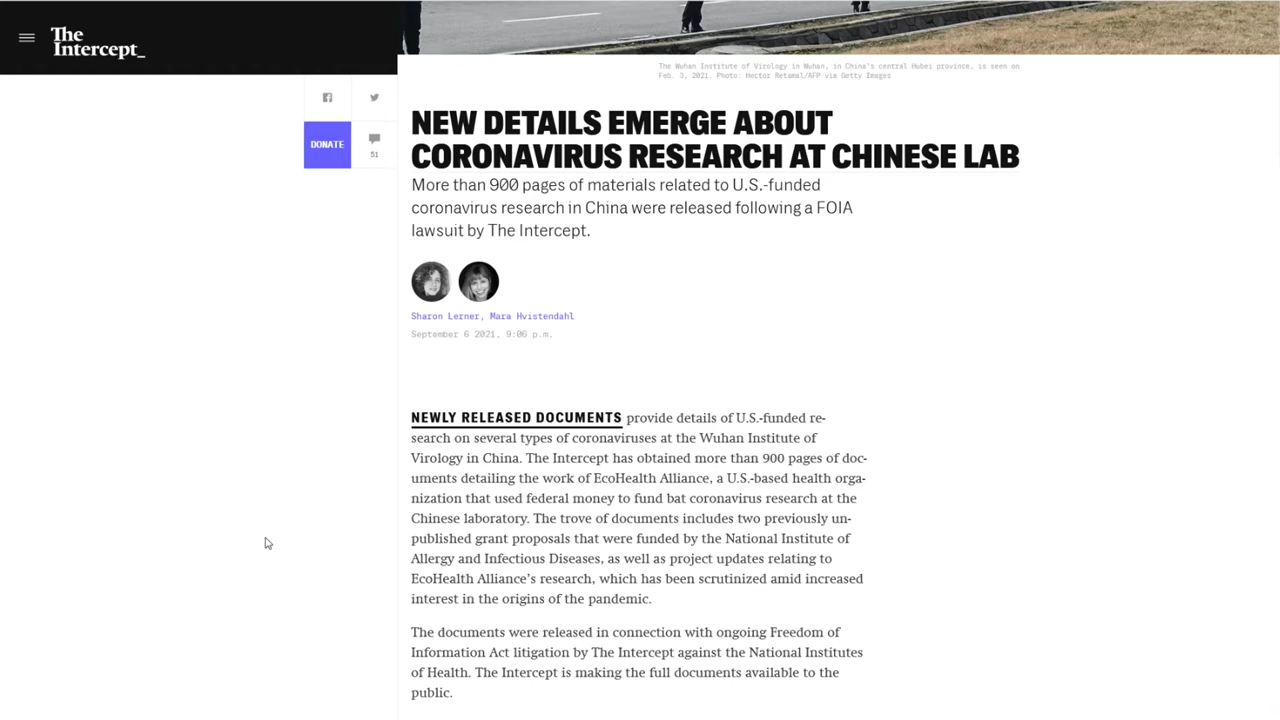 The
Intercept_
The Wuhan Institute of Virology in Wuhan, in China's central Hubei province, is seen on
Feb. 3, 2021. Photo: Hector Retamal/AFP via Getty Images
DONATE
51
NEW DETAILS EMERGE ABOUT
CORONAVIRUS RESEARCH AT CHINESE LAB
More than 900 pages of materials related to U.S.-funded
coronavirus research in China were released following a FOIA
lawsuit by The Intercept.
Sharon Lerner, Mara Hvistendahl
September 6 2021, 9:06 p.m.
NEWLY RELEASED DOCUMENTS provide details of U.S.-funded re-
search on several types of coronaviruses at the Wuhan Institute of
Virology in China. The Intercept has obtained more than 900 pages of doc-
uments detailing the work of EcoHealth Alliance, a U.S.-based health orga-
nization that used federal money to fund bat coronavirus research at the
Chinese laboratory. The trove of documents includes two previously un-
published grant proposals that were funded by the National Institute of
Allergy and Infectious Diseases, as well as project updates relating to
EcoHealth Alliance's research, which has been scrutinized amid increased
interest in the origins of the pandemic.
The documents were released in connection with ongoing Freedom of
Information Act litigation by The Intercept against the National Institutes
of Health. The Intercept is making the full documents available to the
public.